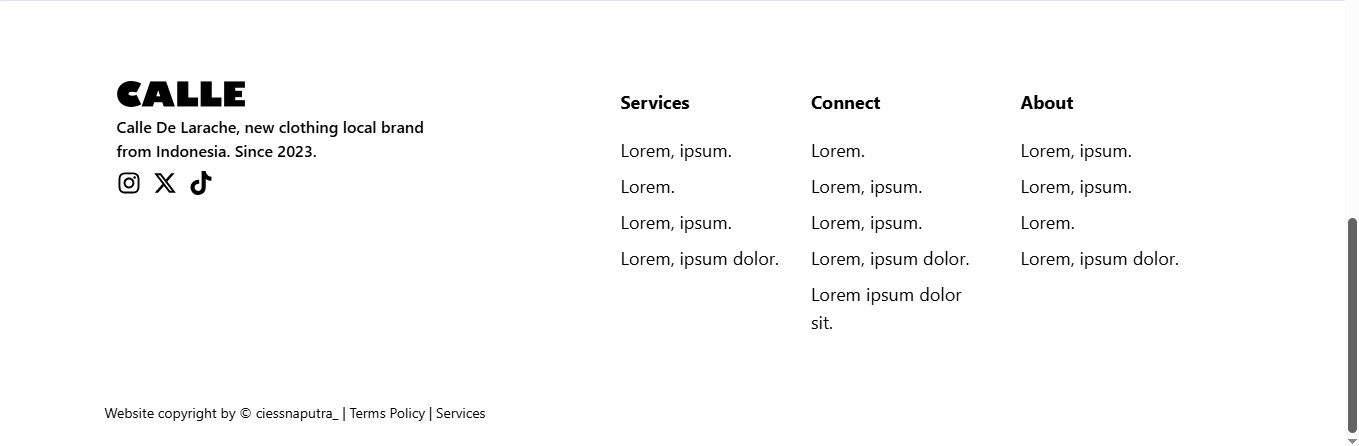 CALLE
Calle De Larache, new clothing local brand
from Indonesia. Since 2023.
Services
Lorem, ipsum.
Lorem.
Lorem, ipsum.
Lorem, ipsum dolor.
Connect
Lorem.
Lorem, ipsum.
Lorem, ipsum.
Lorem, ipsum dolor.
Lorem ipsum dolor
sit.
About
Lorem, ipsum.
Lorem, ipsum.
Lorem.
Lorem, ipsum dolor.
Website copyright by © ciessnaputra_ | Terms Policy | Services